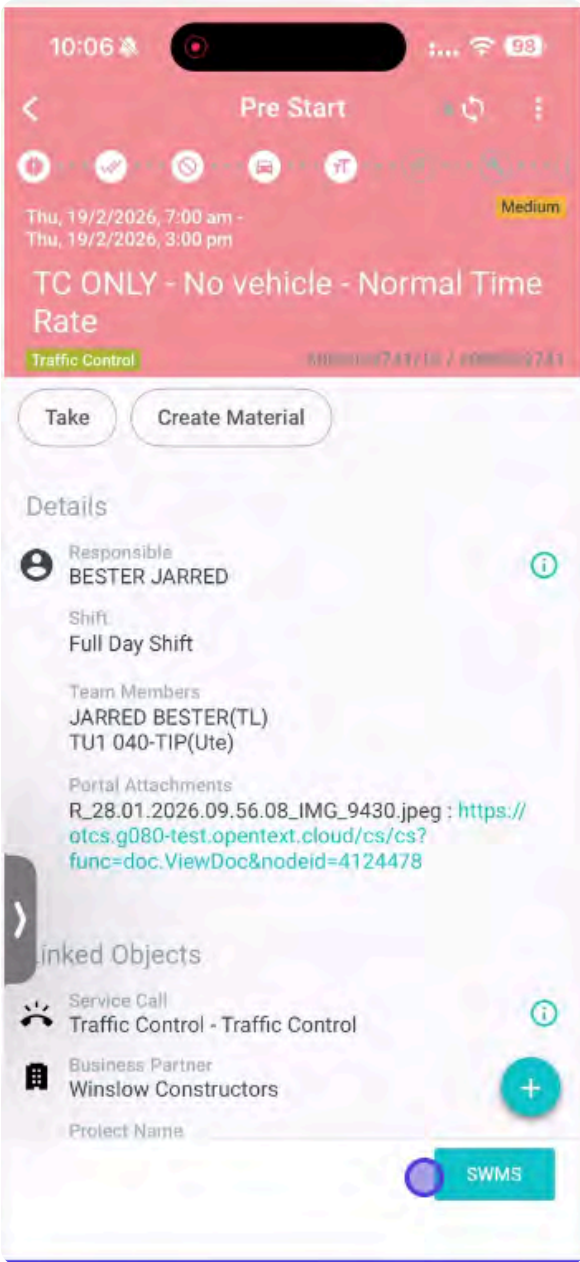 10:06
98
Pre Start
Thu, 19/2/2026, 7:00 am -
Thu, 19/2/2026, 3:00 pm
Medium
TC ONLY - No vehicle - Normal Time
Rate
Traffic Control
Take
Create Material
Details
Responsible
BESTER JARRED
Shift
Full Day Shift
Team Members
JARRED BESTER(TL)
TU1 040-TIP(Ute)
Portal Attachments
R_28.01.2026.09.56.08_IMG_9430.jpeg : https://
otcs.g080-test.opentext.cloud/cs/cs?
func=doc.ViewDoc&nodeid=4124478
inked Objects
Service Call
Traffic Control - Traffic Control
Business Partner
Winslow Constructors
Project Name
SWMS